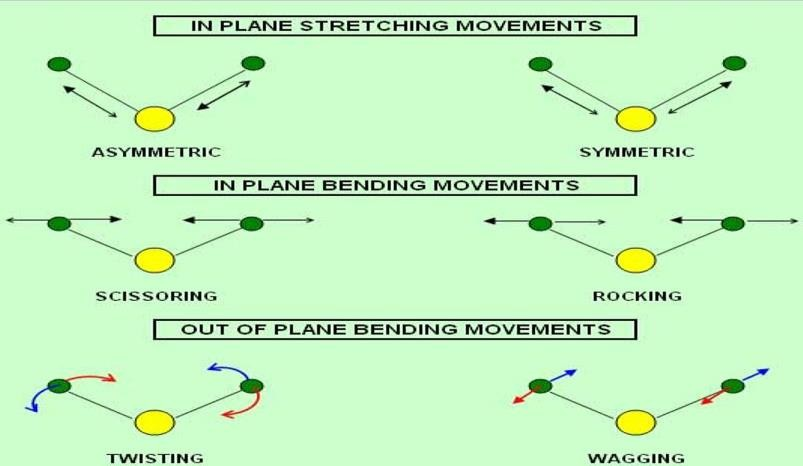 IN PLANE STRETCHING MOVEMENTS
ASYMMETRIC
SYMMETRIC
IN PLANE BENDING MOVEMENTS
SCISSORING
ROCKING
OUT OF PLANE BENDING MOVEMENTS
TWISTING
WAGGING